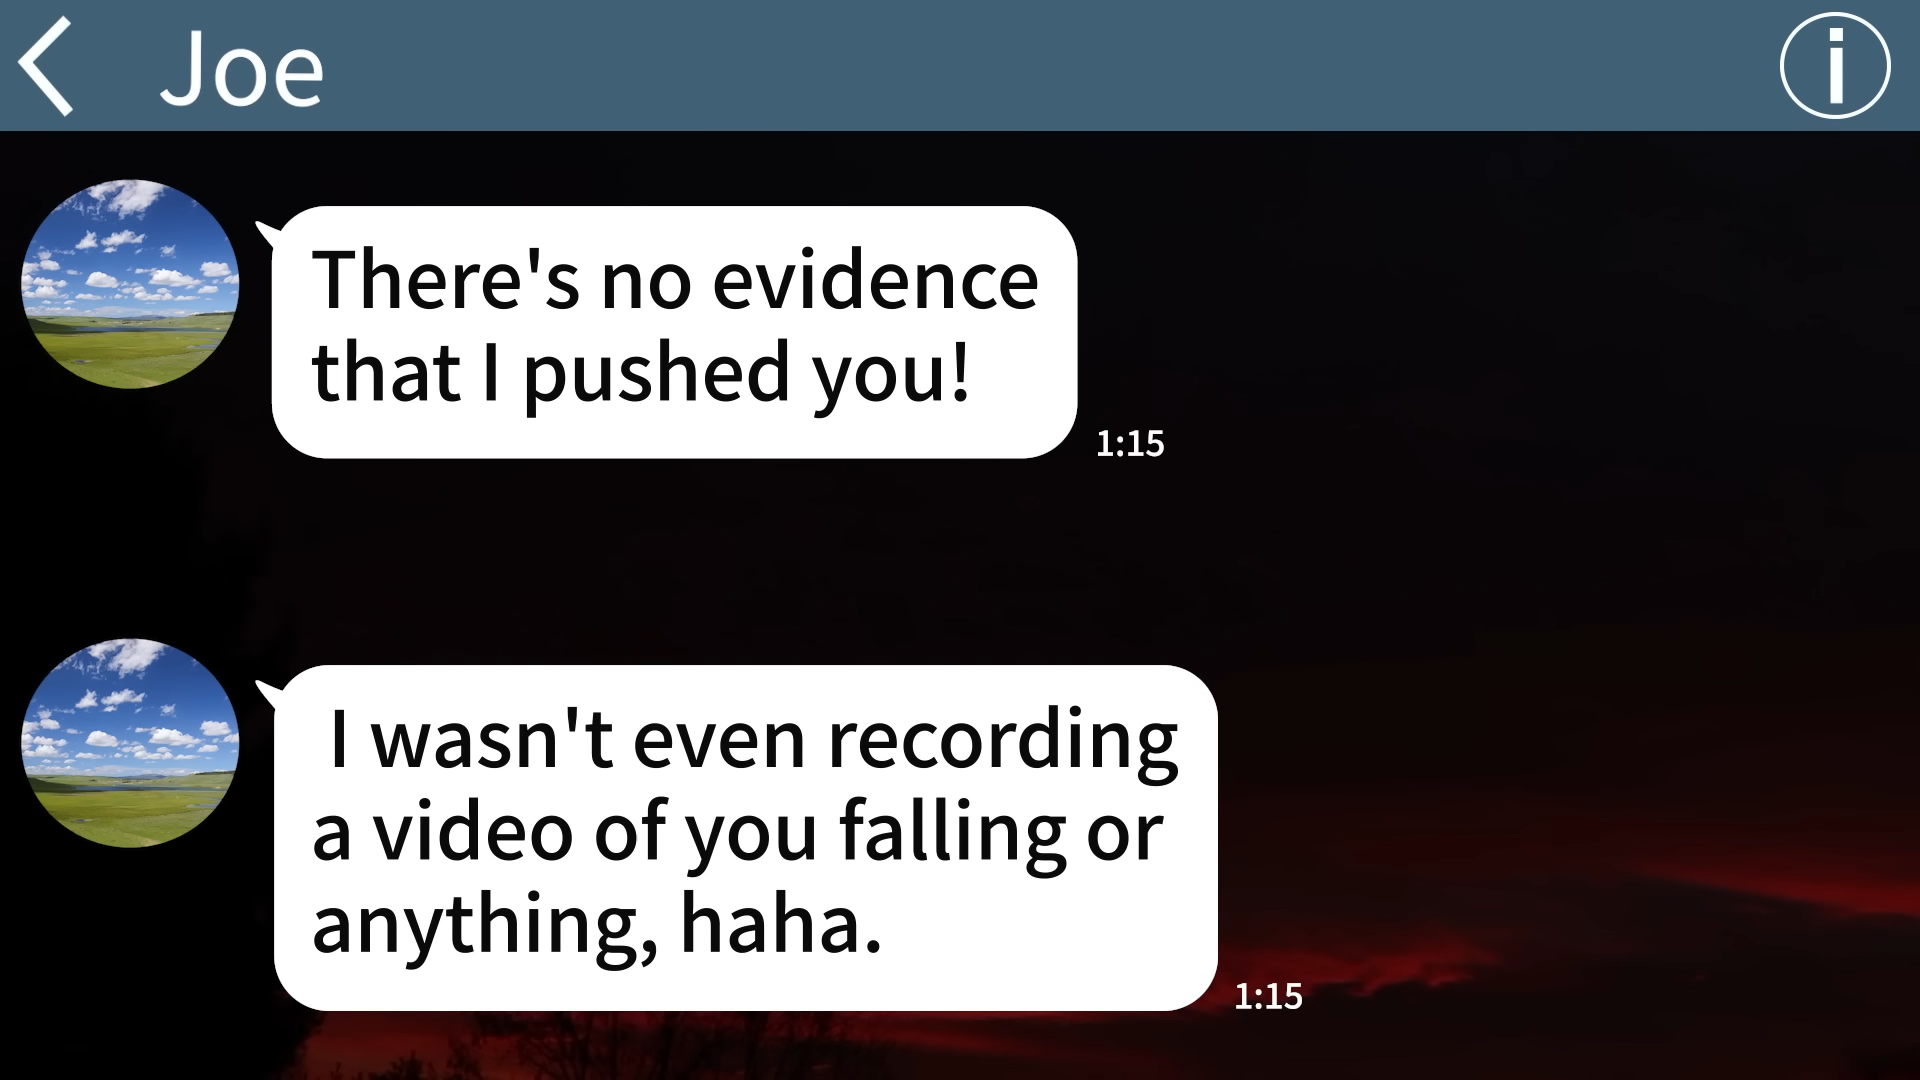 Joe
i
There's no evidence
that I pushed you!
1:15
I wasn't even recording
a video of you falling or
anything, haha.
1:15